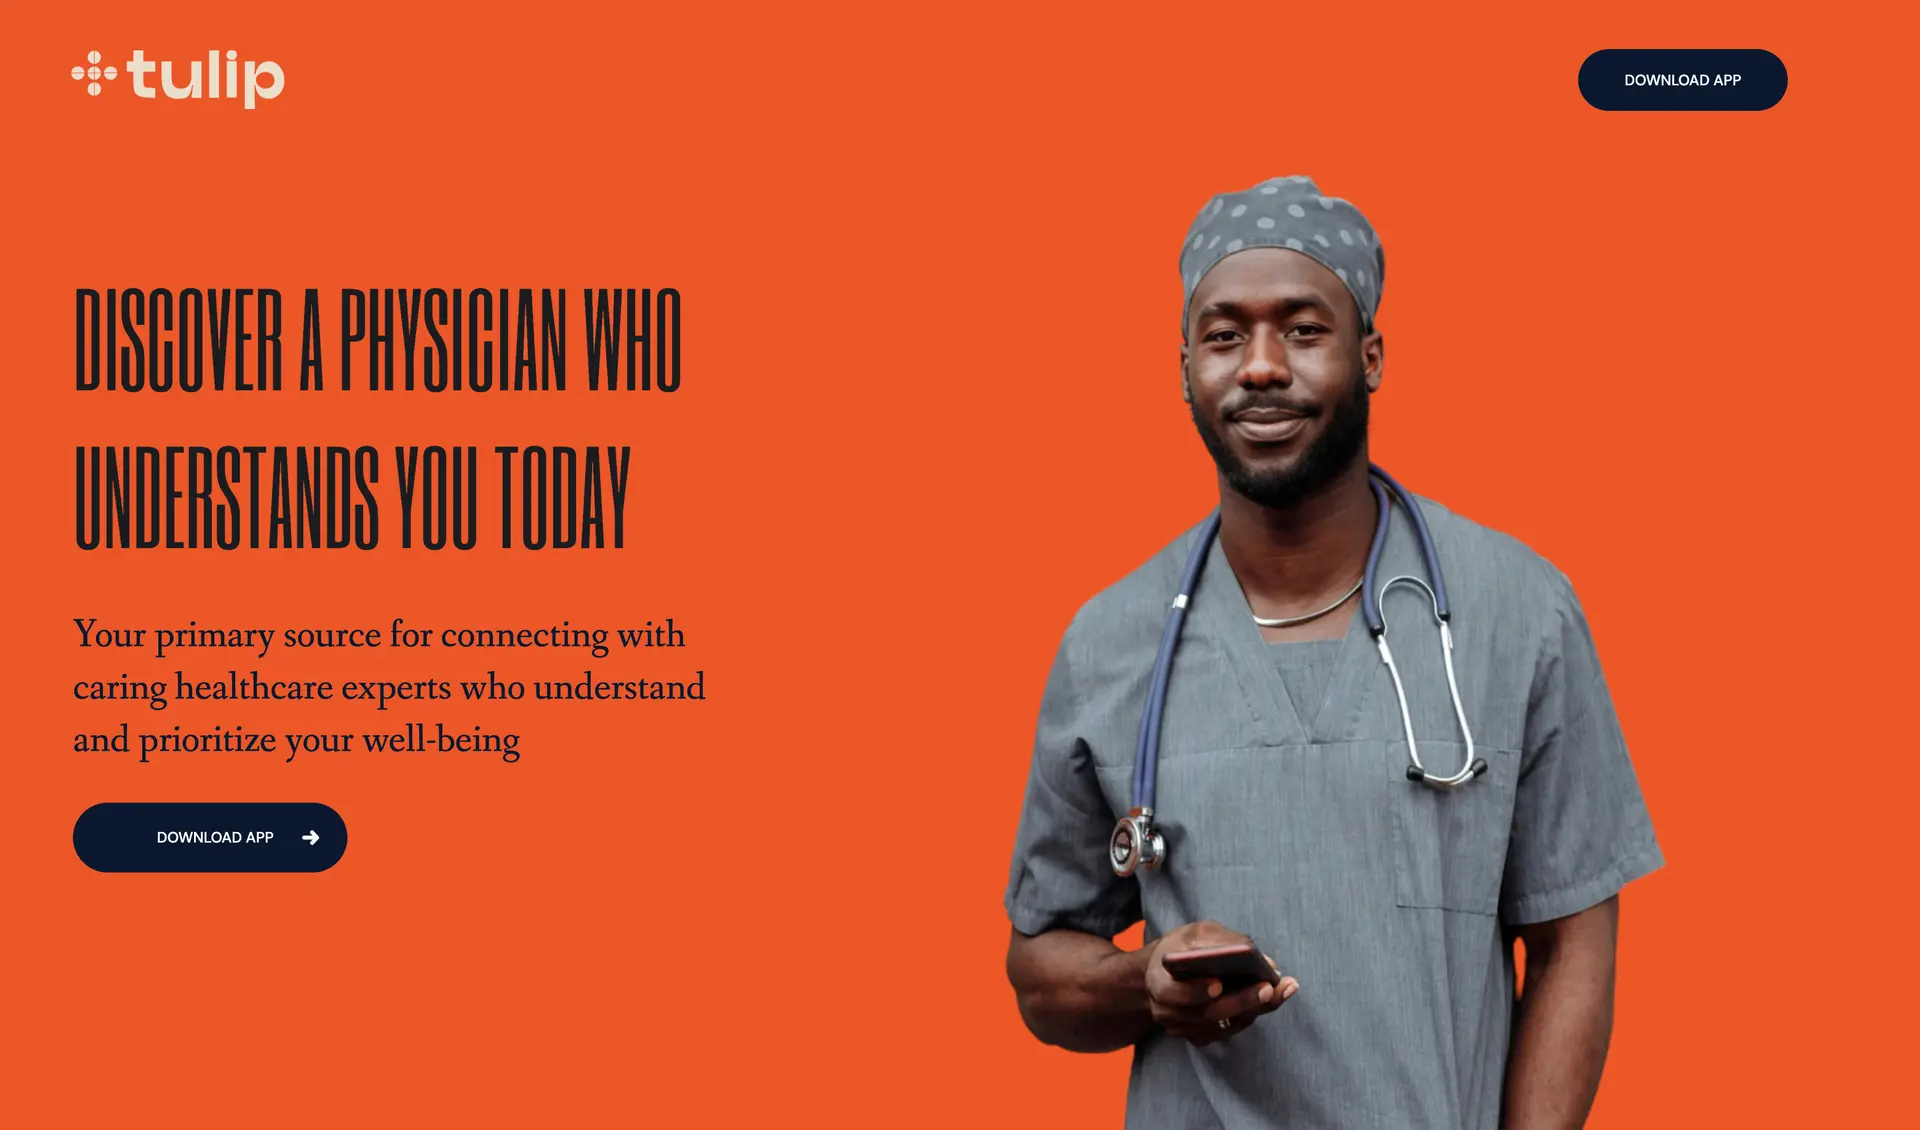 tulip
DOWNLOAD APP
DISCOVER A PHYSICIAN WHO
UNDERSTANDS YOU TODAY
Your primary source for connecting with
caring healthcare experts who understand
and prioritize your well-being
DOWNLOAD APP